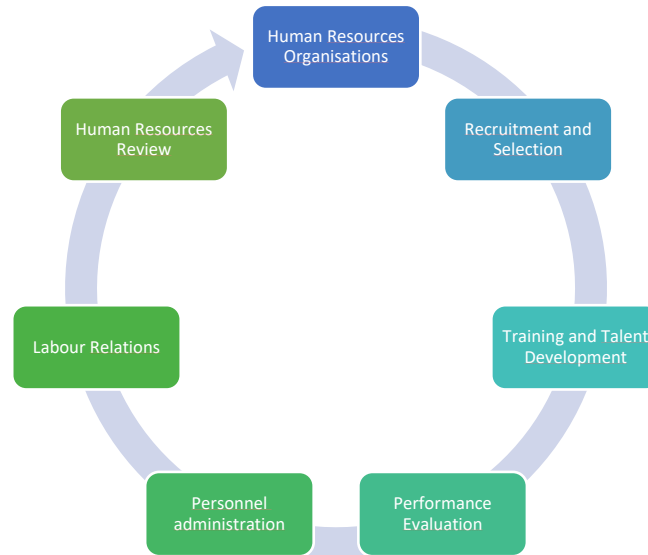 Human Resources
Organisations
Recruitment and
Selection
Training and Talent
Development
Performance
Evaluation
Personnel
administration
Labour Relations
Human Resources
Review